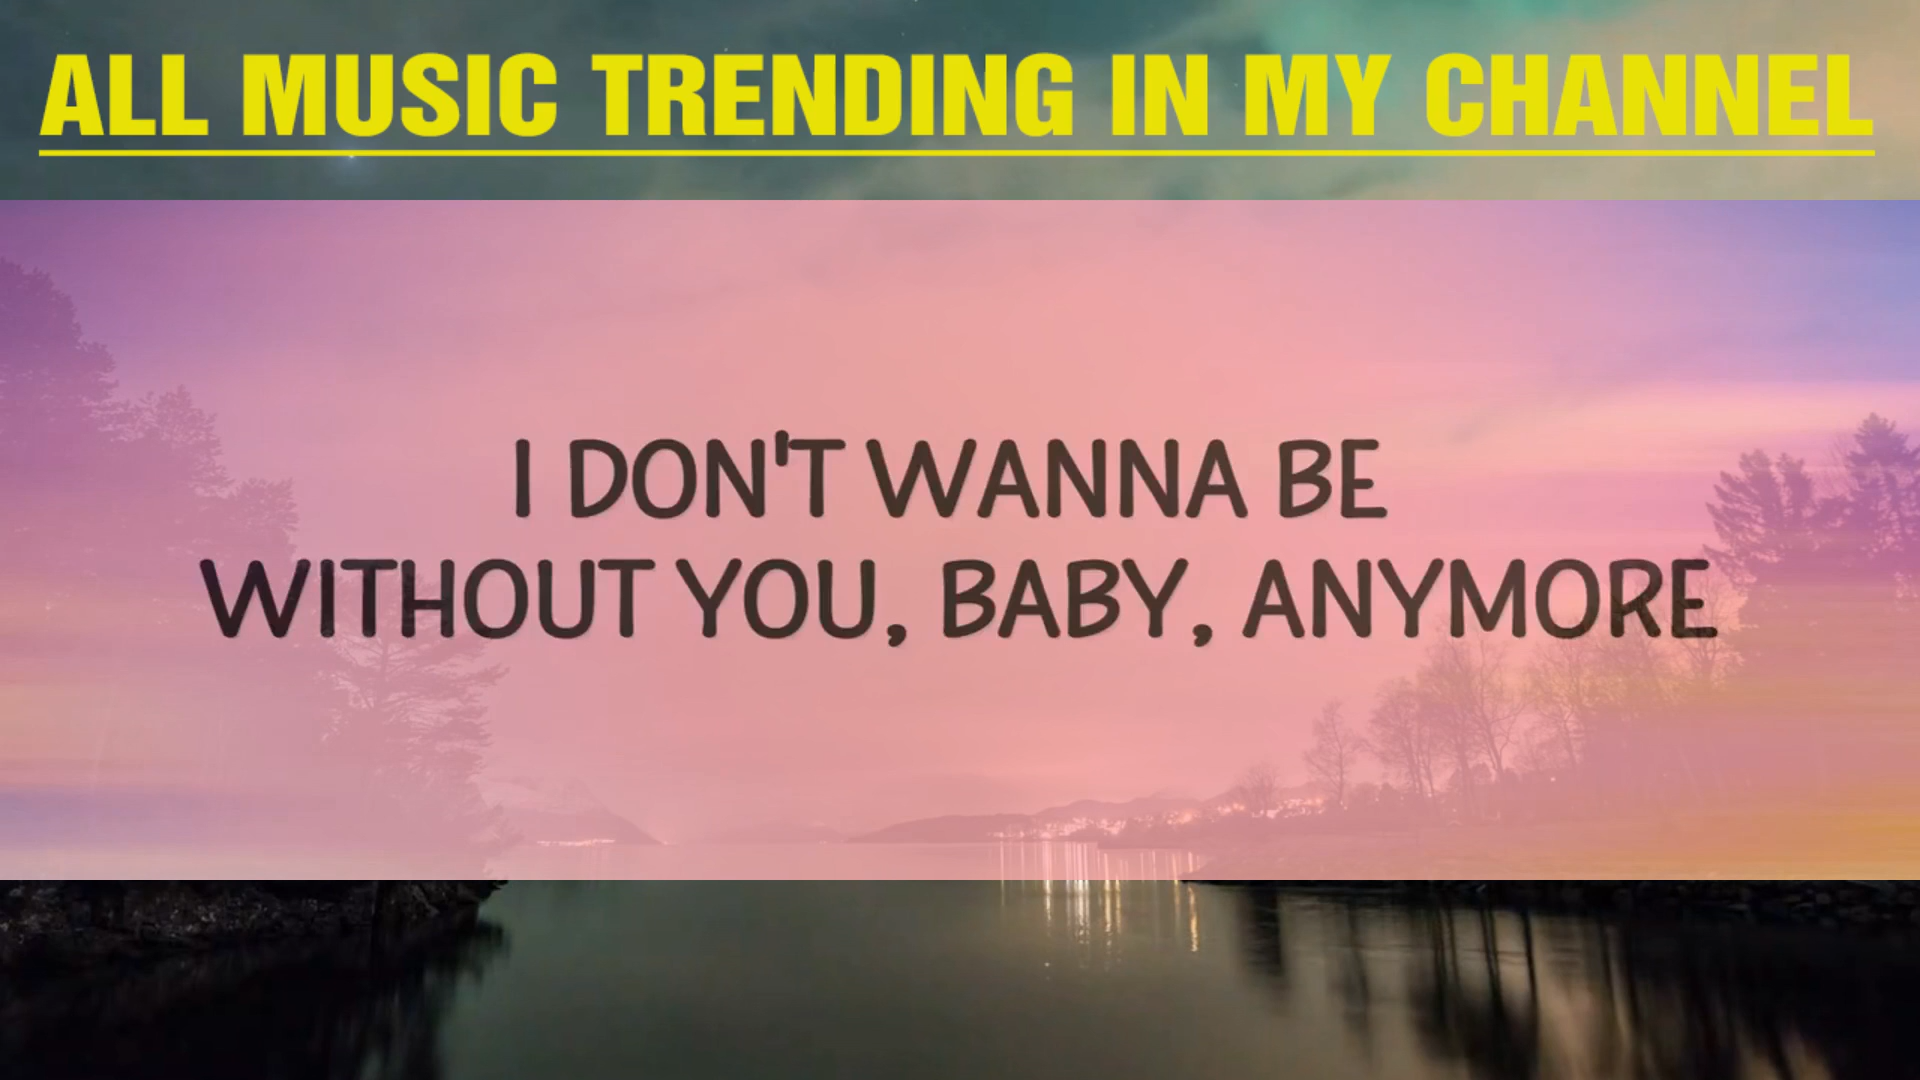 ALL MUSIC TRENDING IN MY CHANNEL
I DON'T WANNA BE
WITHOUT YOU, BABY, ANYMORE